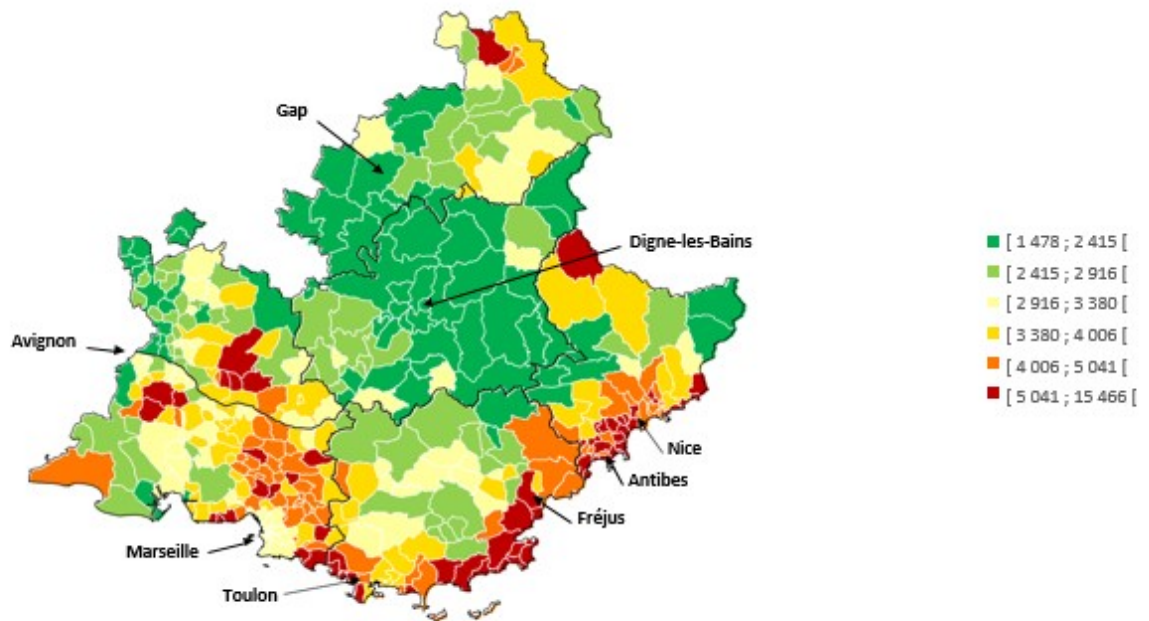 Gap
Digne-les-Bains
[ 1 478 ; 2 415 [
[ 2 415 ; 2 916 [
[ 2 916 ; 3 380 [
[ 3 380 ; 4 006 [
[ 4 006 ; 5 041 [
[ 5 041 ; 15 466 [
Avignon
Nice
Antibes
Fréjus
Marseille
Toulon